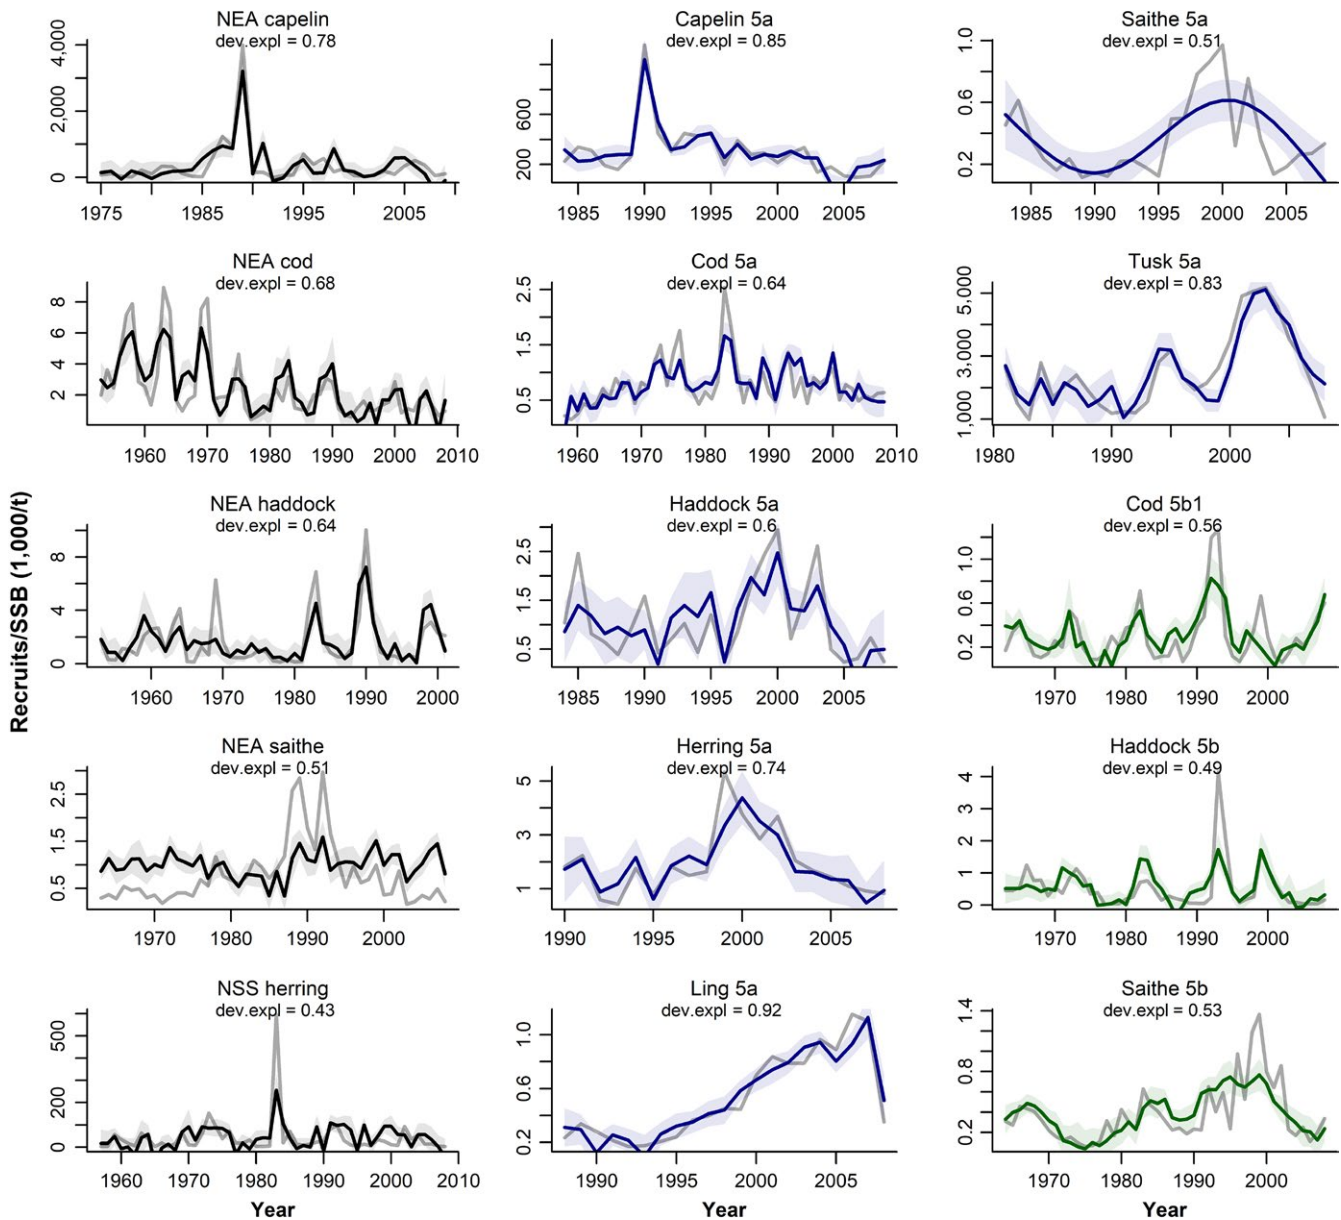 NEA capelin
dev.expl = 0.78
4,000
2,000
0
1975 1985 1995 2005
Capelin 5a
dev.expl = 0.85
600
200
1985 1990 1995 2000 2005
Saithe 5a
dev.expl = 0.51
1.0
0.6
0.2
1985 1990 1995 2000 2005
NEA cod
dev.expl = 0.68
8
6
4
2
1960 1970 1980 1990 2000 2010
Cod 5a
dev.expl = 0.64
2.5
1.5
0.5
1960 1970 1980 1990 2000 2010
Tusk 5a
dev.expl = 0.83
5,000
3,000
1,000
1980 1990 2000
Recruits/SSB (1,000/t)
NEA haddock
dev.expl = 0.64
8
4
0
1960 1970 1980 1990 2000
Haddock 5a
dev.expl = 0.6
2.5
1.5
0.5
1985 1990 1995 2000 2005
Cod 5b1
dev.expl = 0.56
1.0
0.6
0.2
1970 1980 1990 2000
NEA saithe
dev.expl = 0.51
2.5
1.5
0.5
1970 1980 1990 2000
Herring 5a
dev.expl = 0.74
5
3
1
1990 1995 2000 2005
Haddock 5b
dev.expl = 0.49
4
3
2
1
0
1970 1980 1990 2000
NSS herring
dev.expl = 0.43
500
200
0
1960 1970 1980 1990 2000 2010
Year
Ling 5a
dev.expl = 0.92
1.0
0.6
0.2
1990 1995 2000 2005
Year
Saithe 5b
dev.expl = 0.53
1.4
0.8
0.2
1970 1980 1990 2000
Year